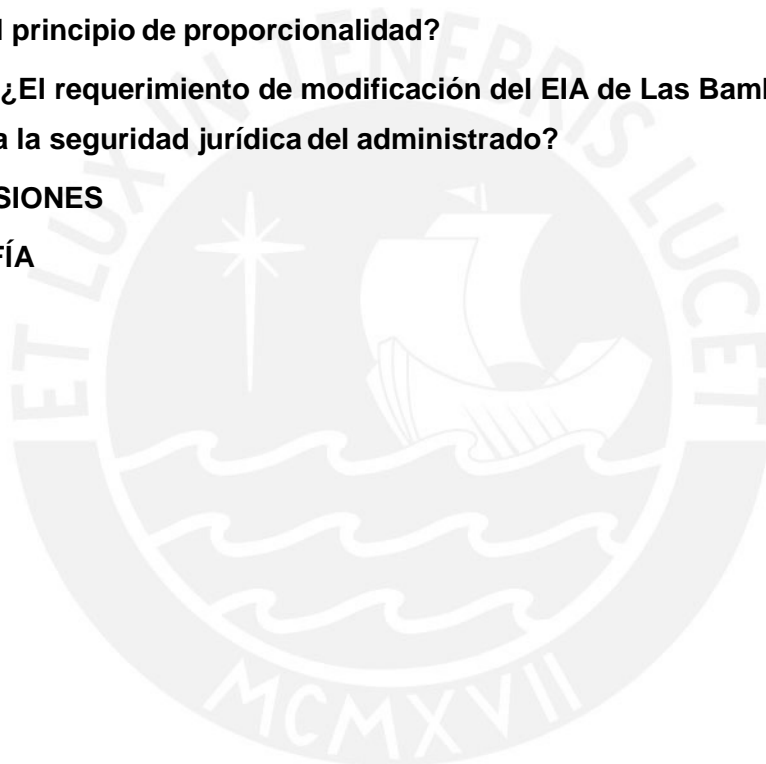 l principio de proporcionalidad?
¿El requerimiento de modificación del EIA de Las Bam
a la seguridad jurídica del administrado?
SIONES
FÍA
ET LUX IN TENEBRIS LUCET
MCMXVII